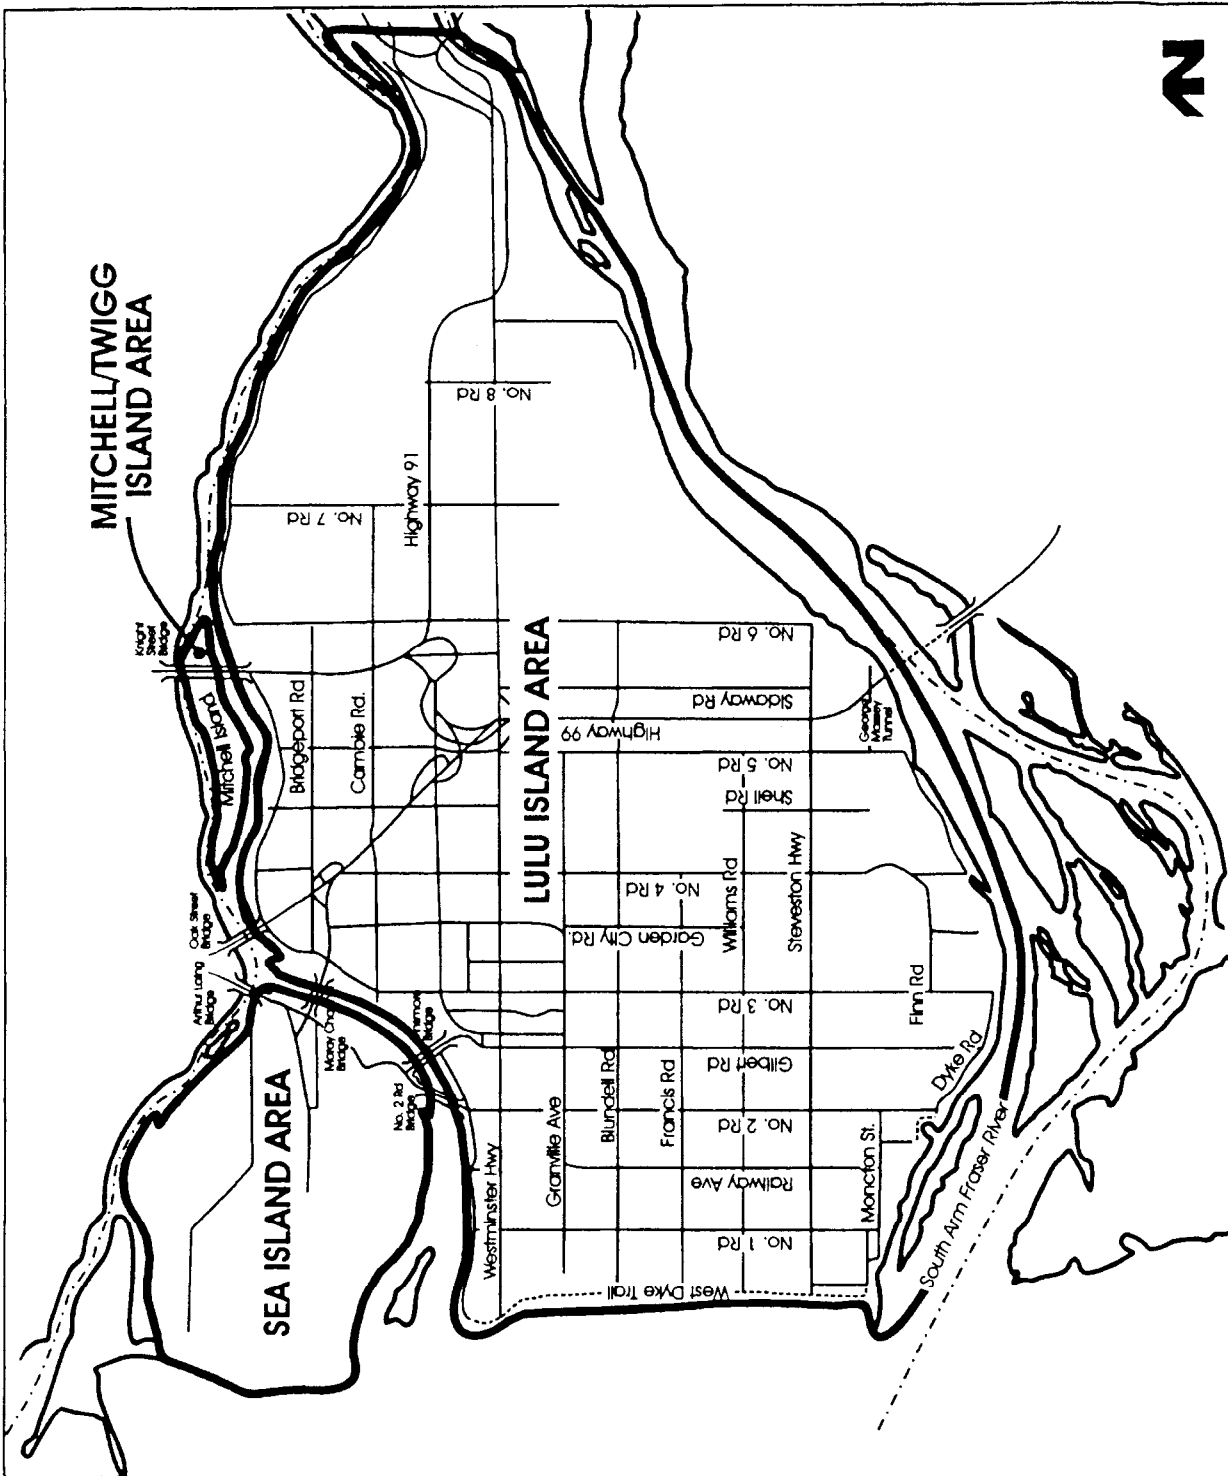 N
MITCHELL/TWIGG
ISLAND AREA
Knight
Street
Bridge
Mitchell Island
Oak Street
Bridge
Arthur Laing
Bridge
Bridgeport Rd
Cambie Rd.
Highway 91
No. 7 Rd
No. 8 Rd
LULU ISLAND AREA
No. 6 Rd
Sidaway Rd
Highway 99
No. 5 Rd
Shell Rd
No. 4 Rd
Garden City Rd.
No. 3 Rd
Gilbert Rd
No. 2 Rd
Railway Ave
No. 1 Rd
George
Massey
Tunnel
Williams Rd
Steveston Hwy
Finn Rd
Dyke Rd
Blundell Rd
Francis Rd
Granville Ave
Westminster Hwy
Moncton St.
West Dyke Trail
South Arm Fraser River
SEA ISLAND AREA
Moray
Bridge
Bridge
No. 2 Rd
Bridge